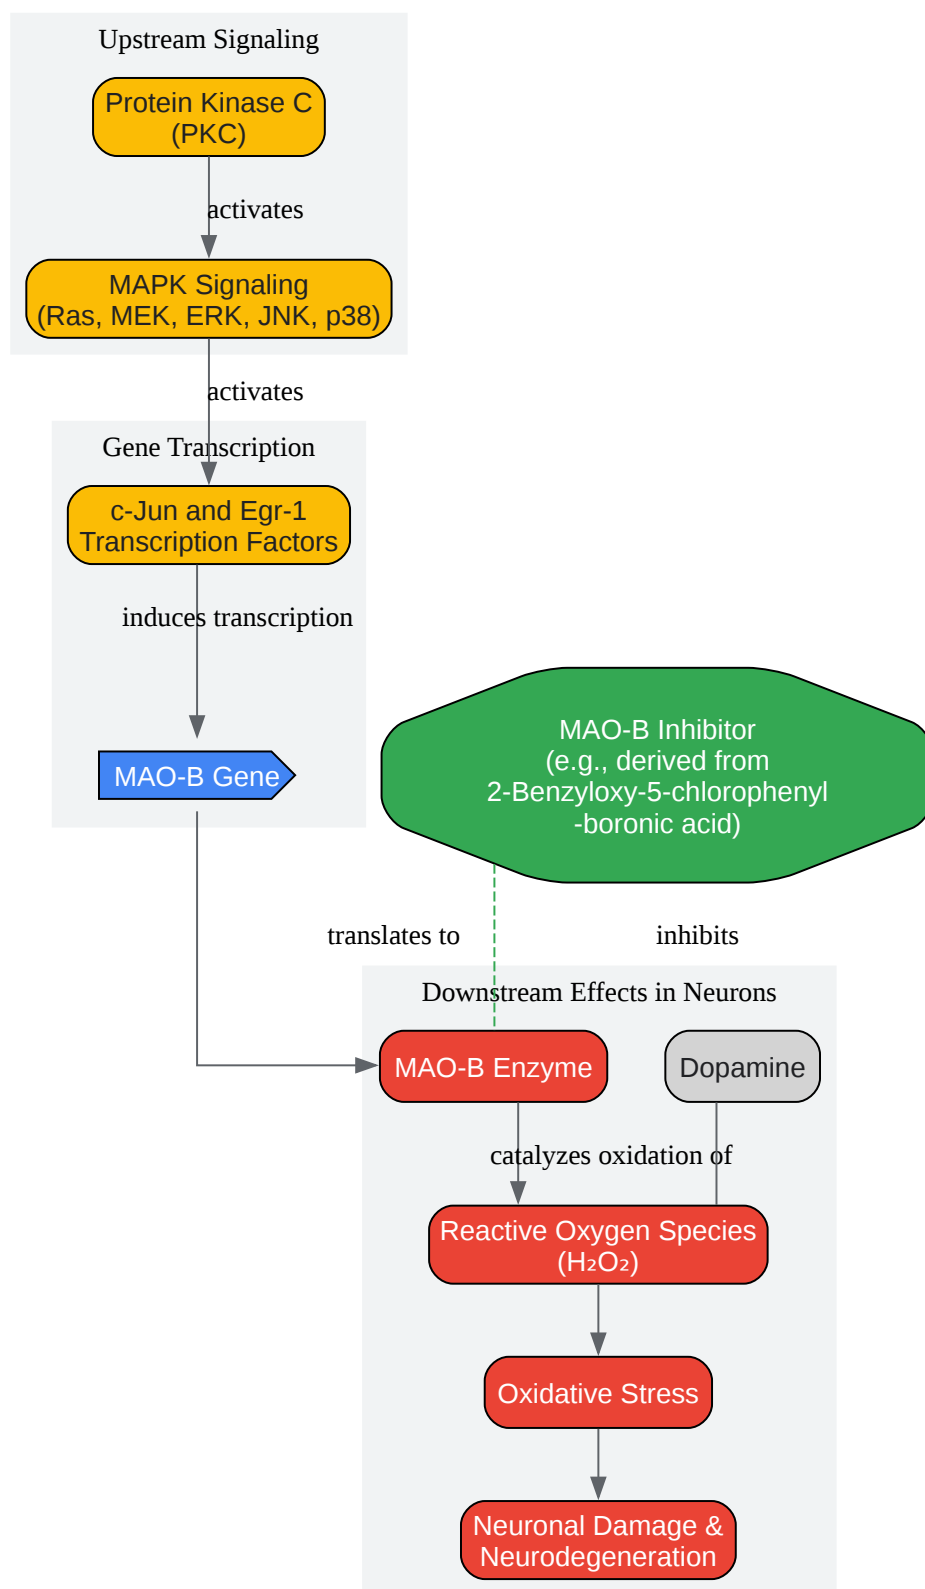 Upstream Signaling
Protein Kinase C
(PKC)
activates
MAPK Signaling
(Ras, MEK, ERK, JNK, p38)
activates
Gene Transcription
c-Jun and Egr-1
Transcription Factors
induces transcription
MAO-B Gene
MAO-B Inhibitor
(e.g., derived from
2-Benzyloxy-5-chlorophenyl
-boronic acid)
translates to
inhibits
Downstream Effects in Neurons
MAO-B Enzyme
Dopamine
catalyzes oxidation of
Reactive Oxygen Species
(H₂O₂)
Oxidative Stress
Neuronal Damage &
Neurodegeneration